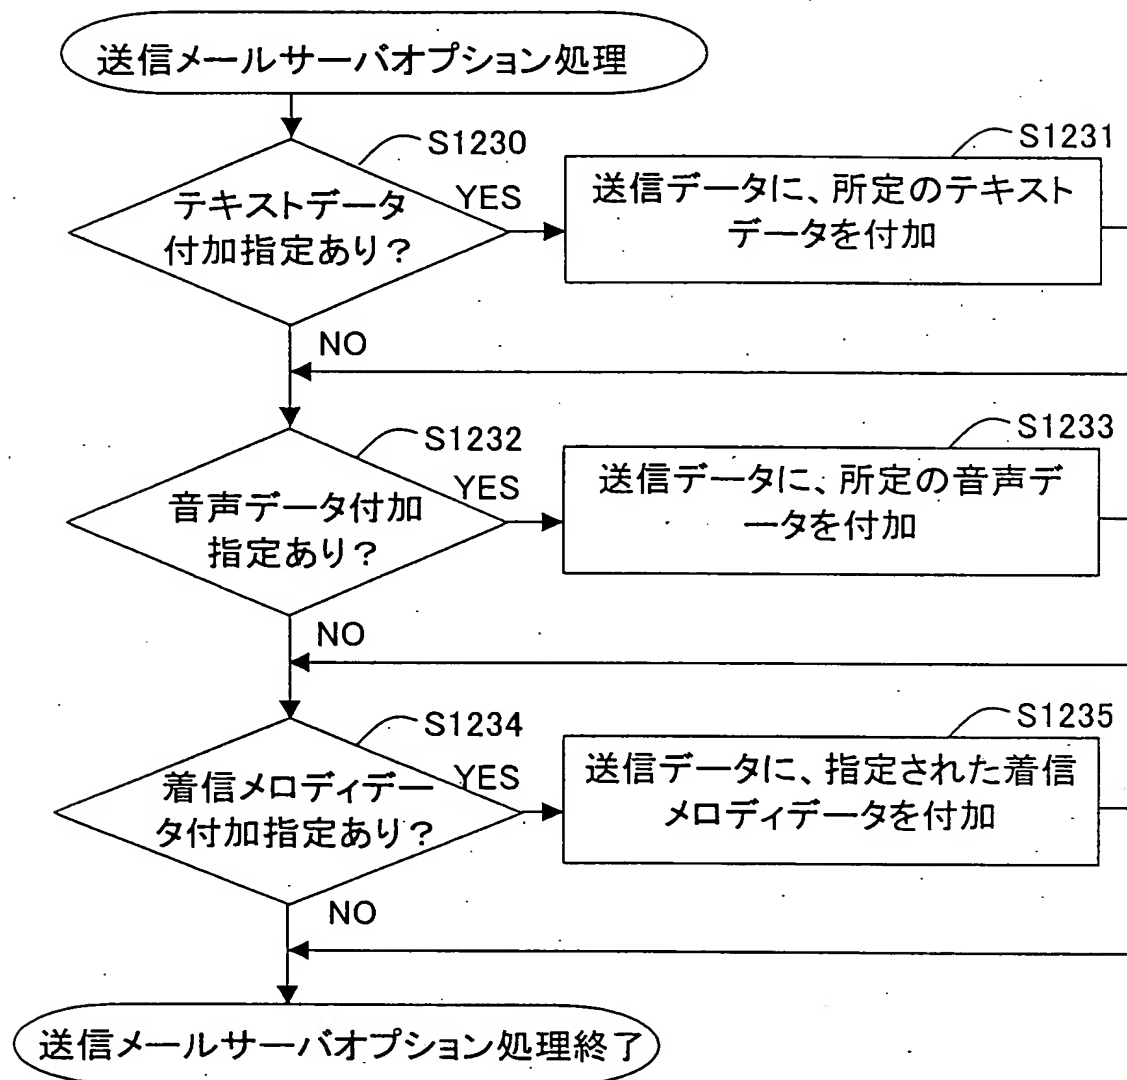 送信メールサーバオプション処理
S1230
テキストデータ
付加指定あり？
YES
S1231
送信データに、所定のテキスト
データを付加
NO
S1232
音声データ付加
指定あり？
YES
S1233
送信データに、所定の音声デ
ータを付加
NO
S1234
着信メロディデー
タ付加指定あり？
YES
S1235
送信データに、指定された着信
メロディデータを付加
NO
送信メールサーバオプション処理終了